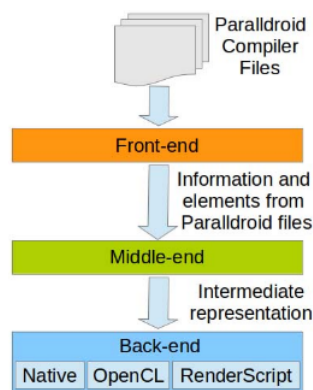 Paralldroid
Compiler
Files
Front-end
Information and
elements from
Paralldroid files
Middle-end
Intermediate
representation
Back-end
Native OpenCL RenderScript